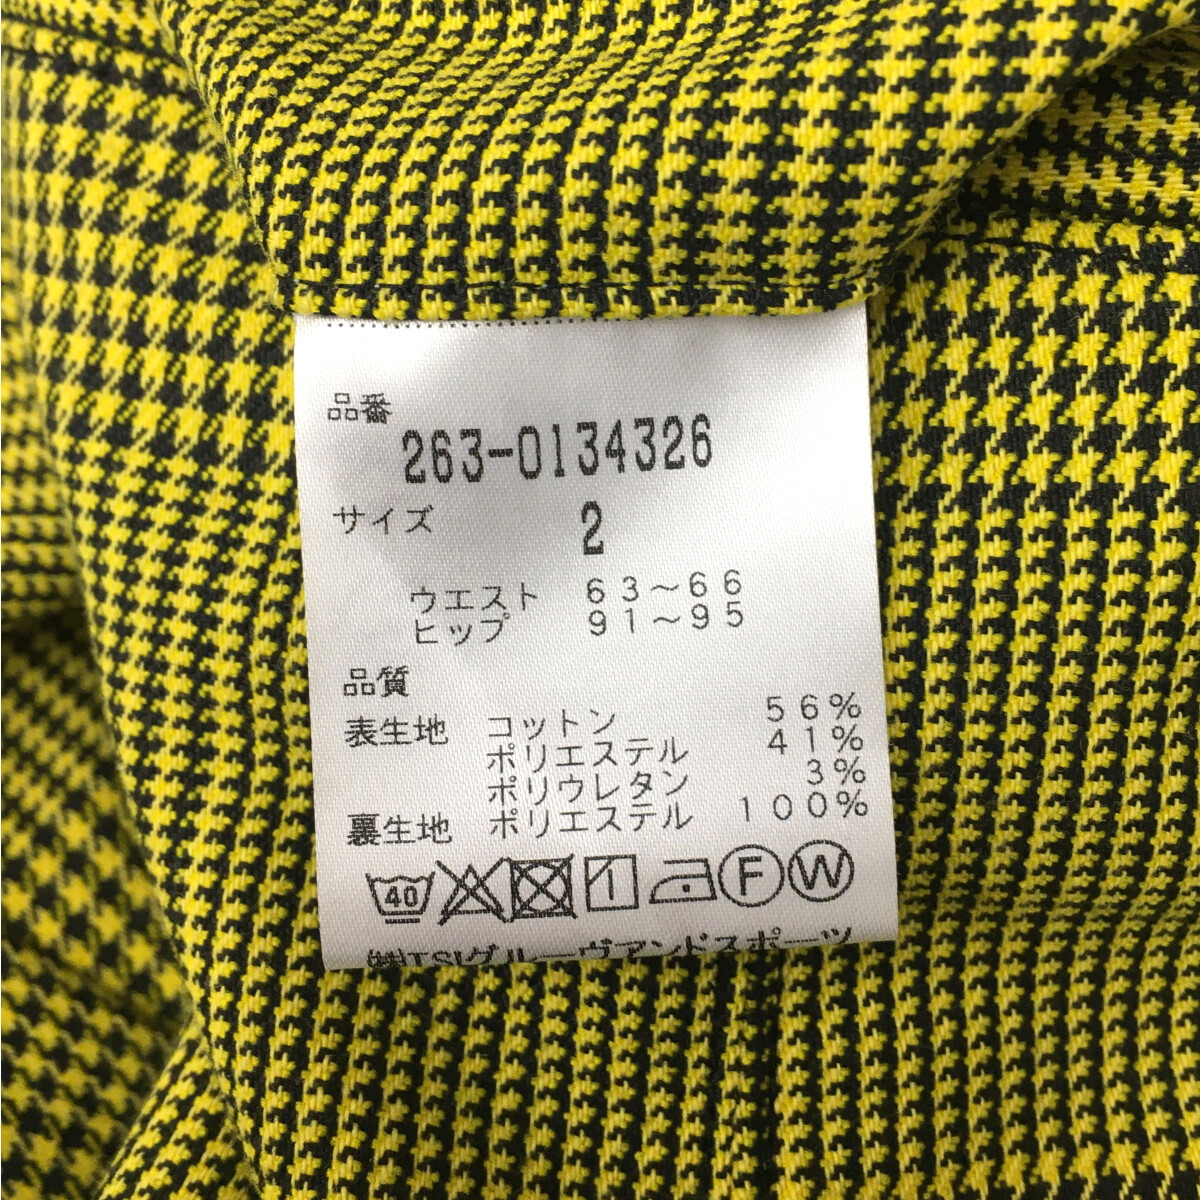 品番
263-0134326
サイズ 2
ウエスト 63～66
ヒップ 91～95
品質
表生地 コットン 56%
ポリエステル 41%
ポリウレタン 3%
裏生地 ポリエステル 100%
40 F W
㈱TSIグルーヴアンドスポーツ